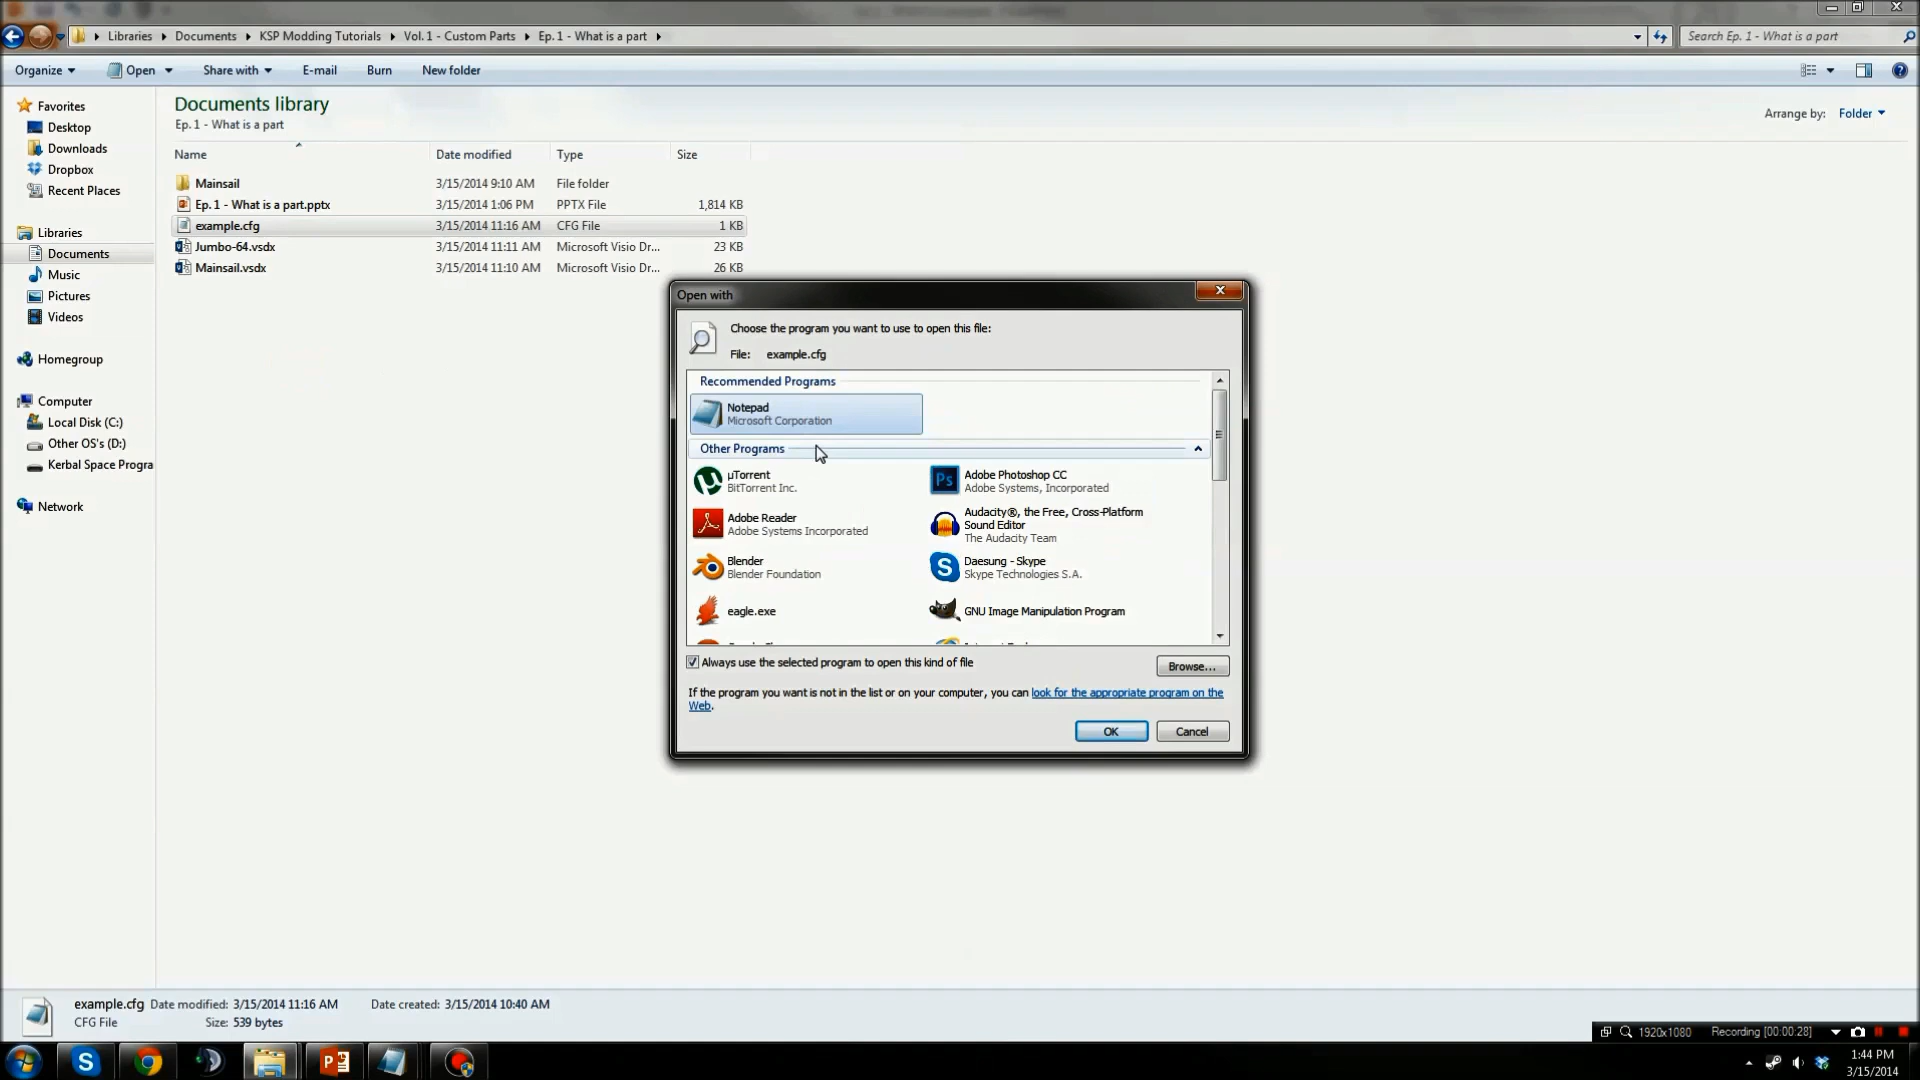 Libraries Documents KSP Modding Tutorials Vol. 1 - Custom Parts Ep. 1 - What is a part
Search Ep. 1 - What is a part
Organize Open Share with E-mail Burn New folder
Documents library
Ep. 1 - What is a part
Arrange by: Folder
Name Date modified Type Size
Mainsail 3/15/2014 9:10 AM File folder
Ep. 1 - What is a part.pptx 3/15/2014 1:06 PM PPTX File 1,814 KB
example.cfg 3/15/2014 11:16 AM CFG File 1 KB
Jumbo-64.vsdx 3/15/2014 11:11 AM Microsoft Visio Dr... 23 KB
Mainsail.vsdx 3/15/2014 11:10 AM Microsoft Visio Dr... 26 KB
Favorites
Desktop
Downloads
Dropbox
Recent Places
Libraries
Documents
Music
Pictures
Videos
Homegroup
Computer
Local Disk (C:)
Other OS's (D:)
Kerbal Space Progra
Network
Open with
Choose the program you want to use to open this file:
File: example.cfg
Recommended Programs
Notepad
Microsoft Corporation
Other Programs
µTorrent
BitTorrent Inc.
Adobe Photoshop CC
Adobe Systems, Incorporated
Adobe Reader
Adobe Systems Incorporated
Audacity®, the Free, Cross-Platform
Sound Editor
The Audacity Team
Blender
Blender Foundation
Daesung - Skype
Skype Technologies S.A.
eagle.exe
GNU Image Manipulation Program
Always use the selected program to open this kind of file
Browse...
If the program you want is not in the list or on your computer, you can look for the appropriate program on the
Web.
OK Cancel
example.cfg Date modified: 3/15/2014 11:16 AM Date created: 3/15/2014 10:40 AM
CFG File Size: 539 bytes
1920x1080 Recording [00:00:28]
1:44 PM
3/15/2014